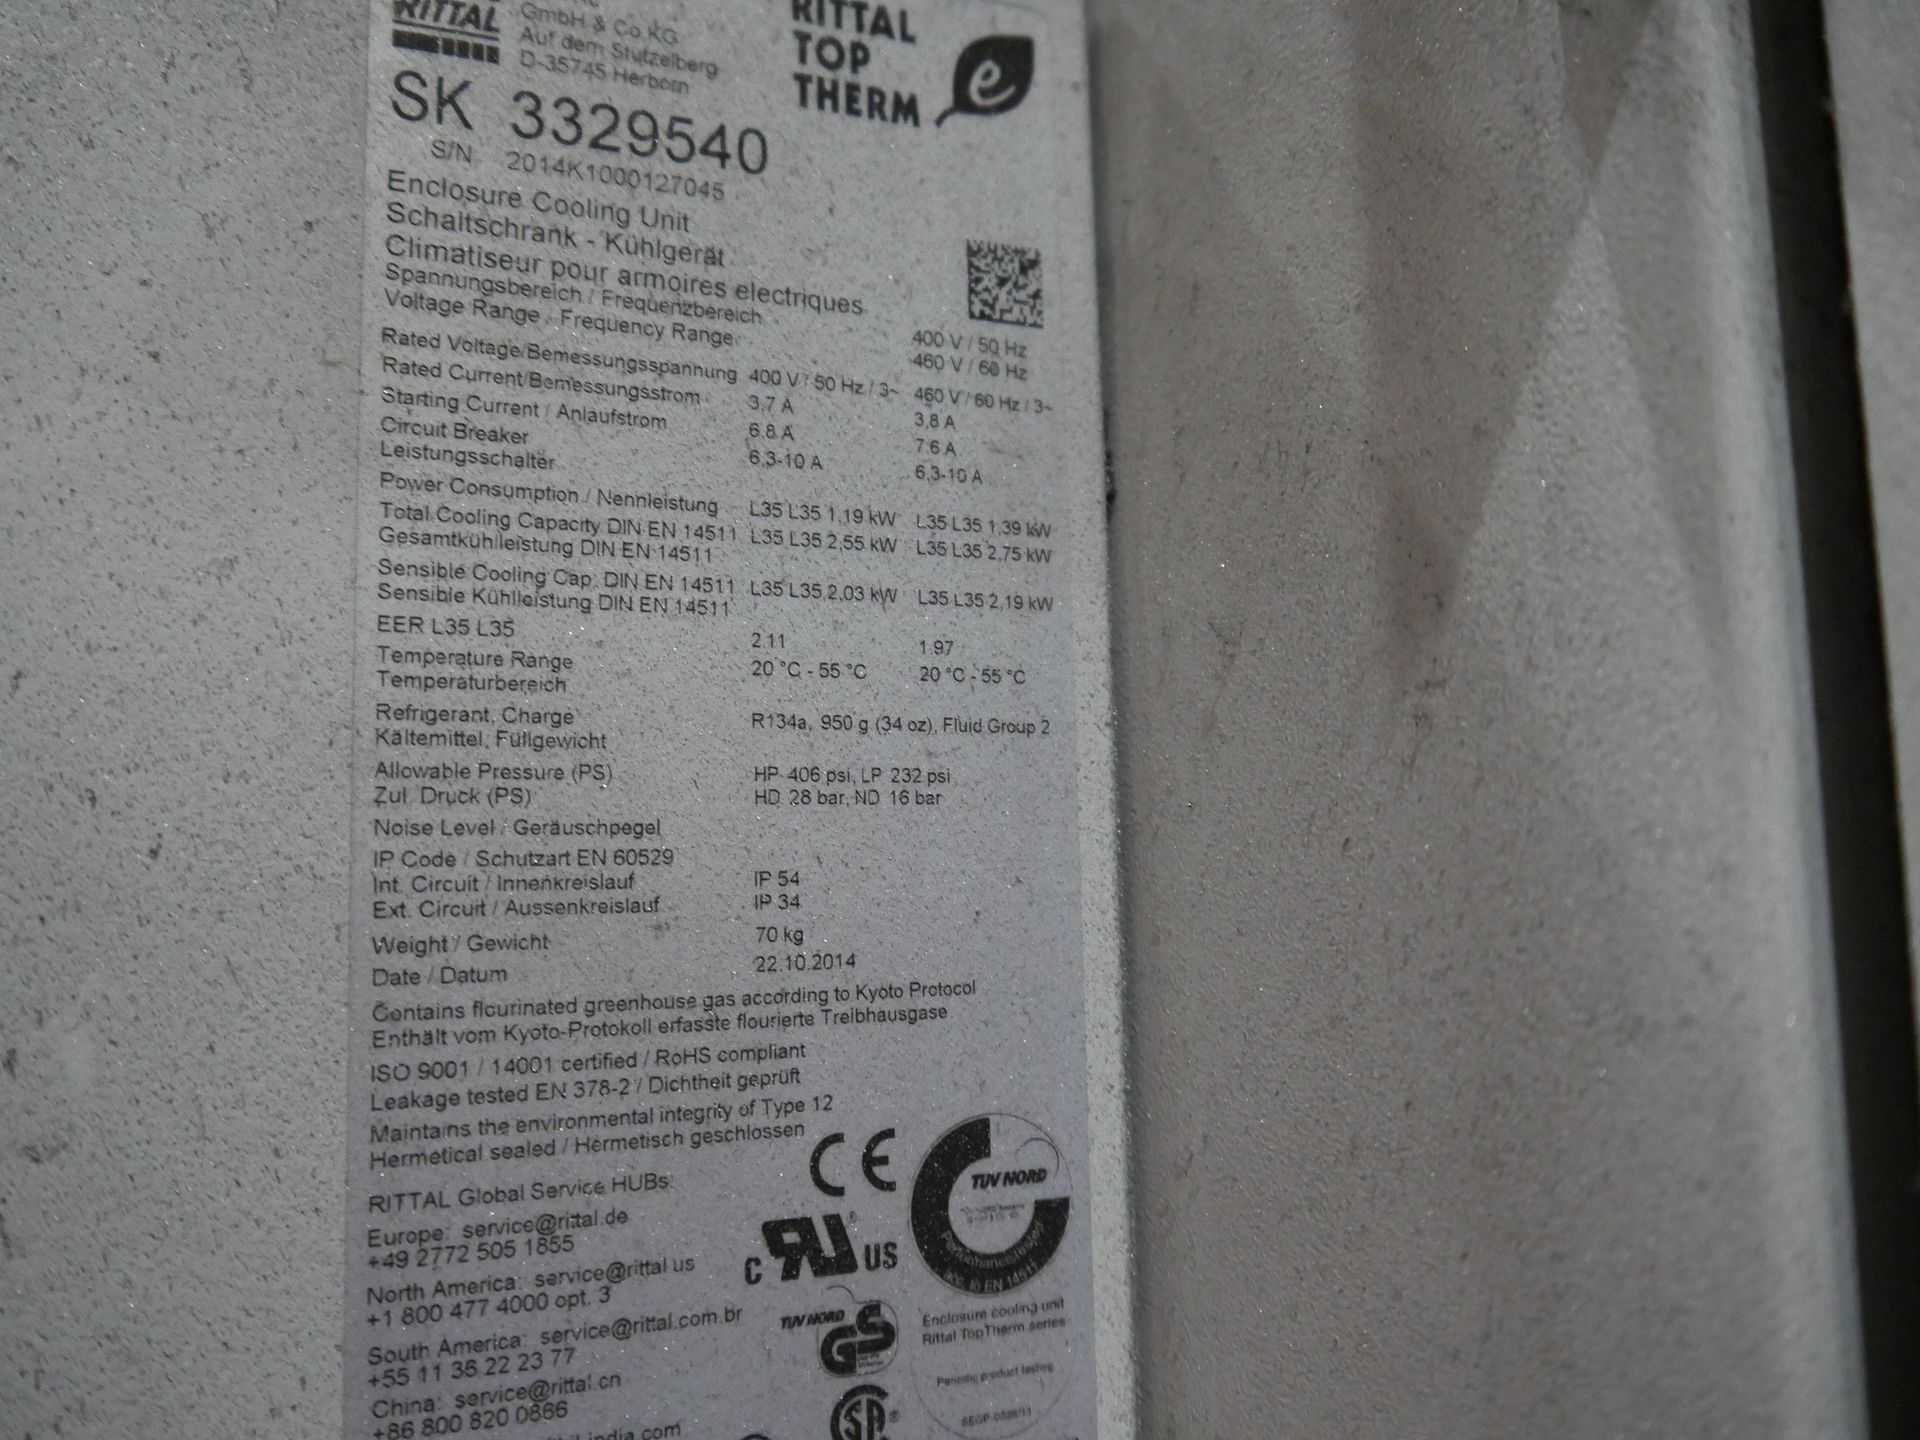 RITTAL
GmbH & Co.KG
Auf dem Stützelberg
D-35745 Herborn
RITTAL
TOP
THERM
e
SK 3329540
S/N 2014K1000127045
Enclosure Cooling Unit
Schaltschrank - Kühlgerät
Climatiseur pour armoires electriques
Spannungsbereich / Frequenzbereich
Voltage Range, Frequency Range
400 V / 50 Hz
460 V / 60 Hz
Rated Voltage/Bemessungsspannung 400 V / 50 Hz / 3~ 460 V / 60 Hz / 3~
Rated Current/Bemessungsstrom 3,7 A 3,8 A
Starting Current / Anlaufstrom 6.8 A 7.6 A
Circuit Breaker
Leistungsschalter 6,3-10 A 6,3-10 A
Power Consumption / Nennleistung L35 L35 1,19 kW L35 L35 1,39 kW
Total Cooling Capacity DIN EN 14511 L35 L35 2,55 kW L35 L35 2,75 kW
Gesamtkühlleistung DIN EN 14511
Sensible Cooling Cap. DIN EN 14511 L35 L35 2,03 kW L35 L35 2,19 kW
Sensible Kühlleistung DIN EN 14511
EER L35 L35 2.11 1.97
Temperature Range 20 °C - 55 °C 20 °C - 55 °C
Temperaturbereich
Refrigerant, Charge R134a, 950 g (34 oz), Fluid Group 2
Kältemittel, Füllgewicht
Allowable Pressure (PS) HP 406 psi, LP 232 psi
Zul. Druck (PS) HD 28 bar, ND 16 bar
Noise Level / Geräuschpegel
IP Code / Schutzart EN 60529
Int. Circuit / Innenkreislauf IP 54
Ext. Circuit / Aussenkreislauf IP 34
Weight / Gewicht 70 kg
Date / Datum 22.10.2014
Contains flourinated greenhouse gas according to Kyoto Protocol
Enthält vom Kyoto-Protokoll erfasste flourierte Treibhausgase
ISO 9001 / 14001 certified / RoHS compliant
Leakage tested EN 378-2 / Dichtheit geprüft
Maintains the environmental integrity of Type 12
Hermetical sealed / Hermetisch geschlossen
RITTAL Global Service HUBs:
Europe: service@rittal.de
+49 2772 505 1855
North America: service@rittal.us
+1 800 477 4000 opt. 3
South America: service@rittal.com.br
+55 11 36 22 23 77
China: service@rittal.cn
+86 800 820 0866
india.com
CE
TÜV NORD
Performancetested
acc. to EN 14511
c RU ® US
TÜV NORD
GS
Enclosure cooling unit
Rittal TopTherm series
Periodic product testing
SA ®